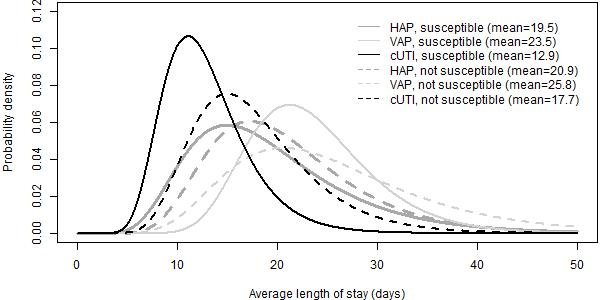 0.12
0.10
0.08
0.06
0.04
0.02
0.00
Probability density
HAP, susceptible (mean=19.5)
VAP, susceptible (mean=23.5)
cUTI, susceptible (mean=12.9)
HAP, not susceptible (mean=20.9)
VAP, not susceptible (mean=25.8)
cUTI, not susceptible (mean=17.7)
0 10 20 30 40 50
Average length of stay (days)